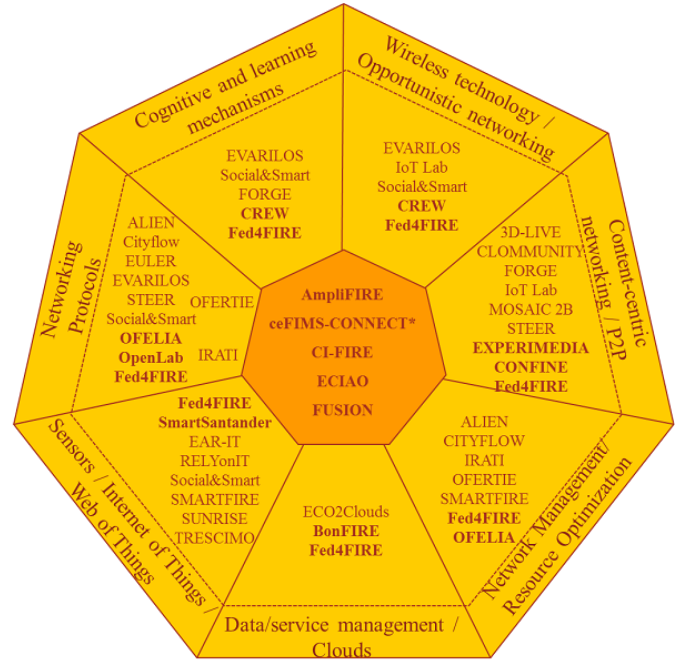 Cognitive and learning
mechanisms
EVARILOS
Social&Smart
FORGE
CREW
Fed4FIRE
Wireless technology /
Opportunistic networking
EVARILOS
IoT Lab
Social&Smart
CREW
Fed4FIRE
Content-centric
networking / P2P
3D-LIVE
CLOMMUNITY
FORGE
IoT Lab
MOSAIC 2B
STEER
EXPERIMEDIA
CONFINE
Fed4FIRE
Network Management/
Resource Optimization
ALIEN
CITYFLOW
IRATI
OFERTIE
SMARTFIRE
Fed4FIRE
OFELIA
Data/service management /
Clouds
ECO2Clouds
BonFIRE
Fed4FIRE
Sensors / Internet of Things /
Web of Things
Fed4FIRE
SmartSantander
EAR-IT
RELYonIT
Social&Smart
SMARTFIRE
SUNRISE
TRESCIMO
Networking
Protocols
ALIEN
Cityflow
EULER
EVARILOS
STEER
Social&Smart
OFELIA
OpenLab
Fed4FIRE
OFERTIE
IRATI
AmpliFIRE
ceFIMS-CONNECT*
CI-FIRE
ECIAO
FUSION